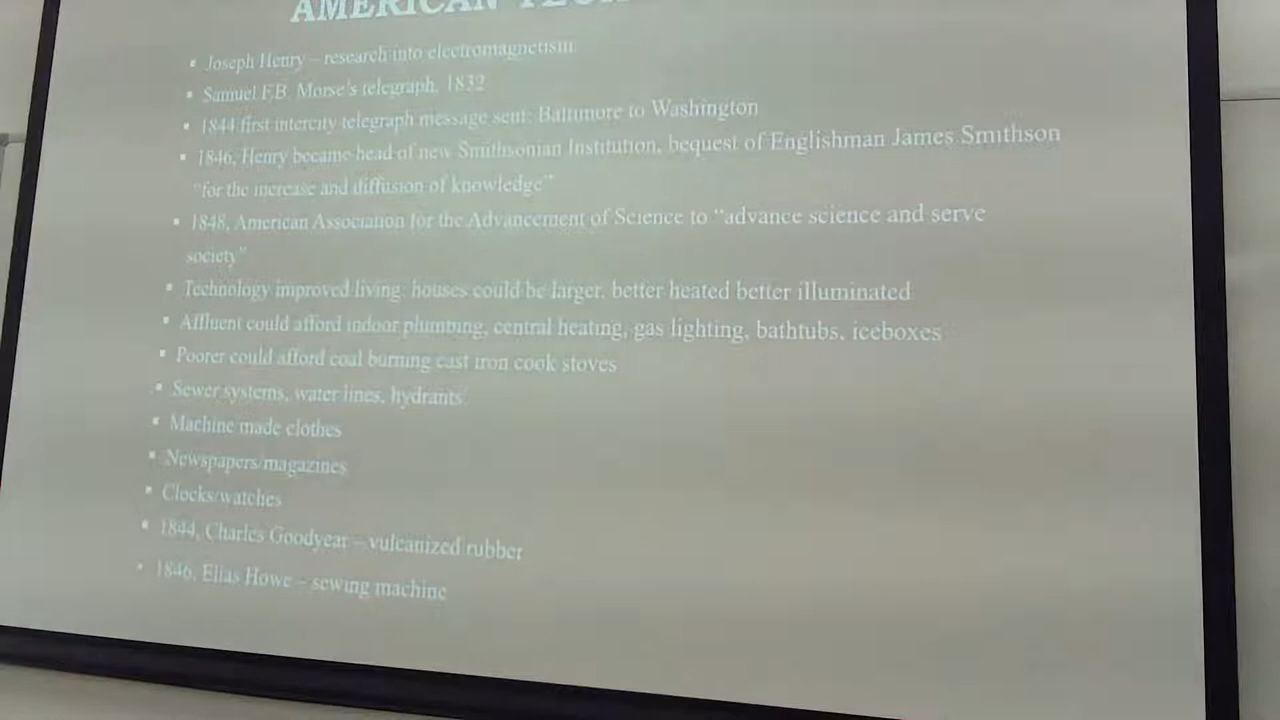 AMERICAN
▪ Joseph Henry – research into electromagnetism
▪ Samuel F.B. Morse's telegraph, 1832
▪ 1844 first intercity telegraph message sent: Baltimore to Washington
▪ 1846, Henry became head of new Smithsonian Institution, bequest of Englishman James Smithson
"for the increase and diffusion of knowledge"
▪ 1848, American Association for the Advancement of Science to "advance science and serve
society"
▪ Technology improved living: houses could be larger, better heated better illuminated
▪ Affluent could afford indoor plumbing, central heating, gas lighting, bathtubs, iceboxes
▪ Poorer could afford coal burning cast iron cook stoves
▪ Sewer systems, water lines, hydrants
▪ Machine made clothes
▪ Newspapers/magazines
▪ Clocks/watches
▪ 1844, Charles Goodyear – vulcanized rubber
▪ 1846, Elias Howe – sewing machine